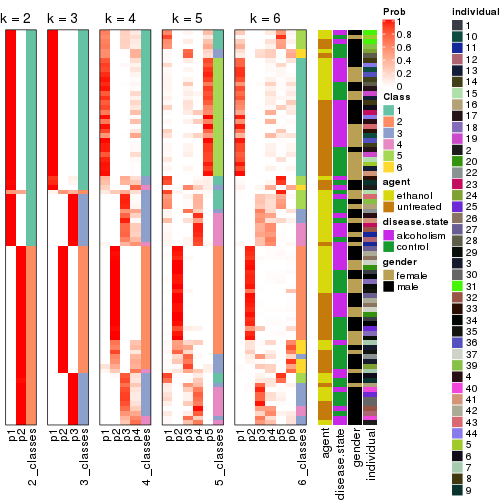 k = 2
k = 3
k = 4
k = 5
k = 6
p1
p2
2_classes
p1
p2
p3
3_classes
p1
p2
p3
p4
4_classes
p1
p2
p3
p4
p5
5_classes
p1
p2
p3
p4
p5
p6
6_classes
agent
disease.state
gender
individual
Prob
1
0.8
0.6
0.4
0.2
0
Class
1
2
3
4
5
6
agent
ethanol
untreated
disease.state
alcoholism
control
gender
female
male
individual
1
10
11
12
13
14
15
16
17
18
19
2
20
22
23
24
25
26
27
28
29
3
30
31
32
33
34
35
36
37
39
4
40
41
42
43
44
5
6
7
8
9